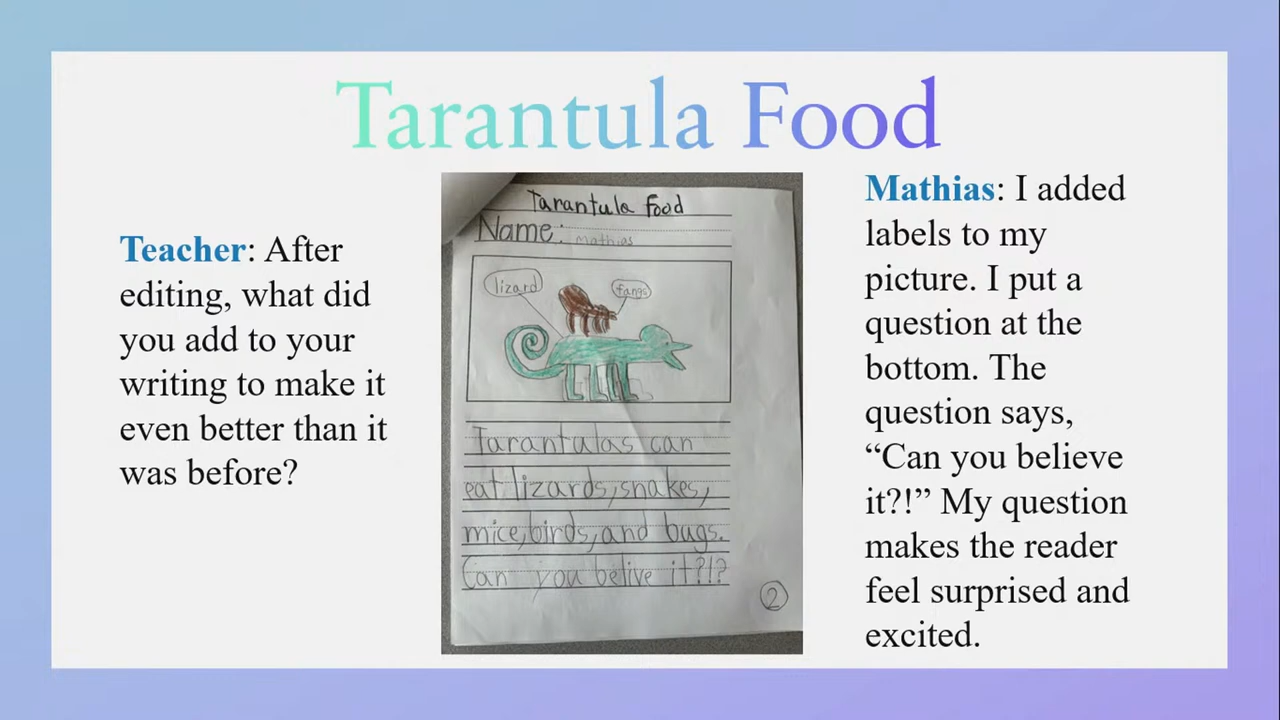 Tarantula Food
Teacher: After
editing, what did
you add to your
writing to make it
even better than it
was before?
Tarantula Food
Name: mathias
lizard
fangs
Tarantulas can
eat lizards, snakes,
mice, birds, and bugs.
Can you belive it?!?
2
Mathias: I added
labels to my
picture. I put a
question at the
bottom. The
question says,
“Can you believe
it?!” My question
makes the reader
feel surprised and
excited.